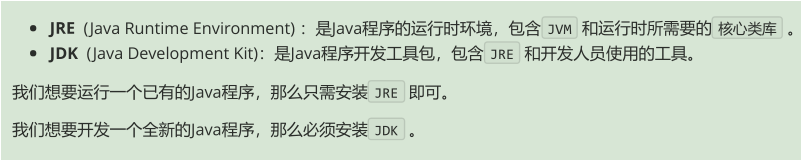 JRE (Java Runtime Environment) ：是Java程序的运行时环境，包含 JVM 和运行时所需要的 核心类库 。
JDK (Java Development Kit)：是Java程序开发工具包，包含 JRE 和开发人员使用的工具。
我们想要运行一个已有的Java程序，那么只需安装 JRE 即可。
我们想要开发一个全新的Java程序，那么必须安装 JDK 。